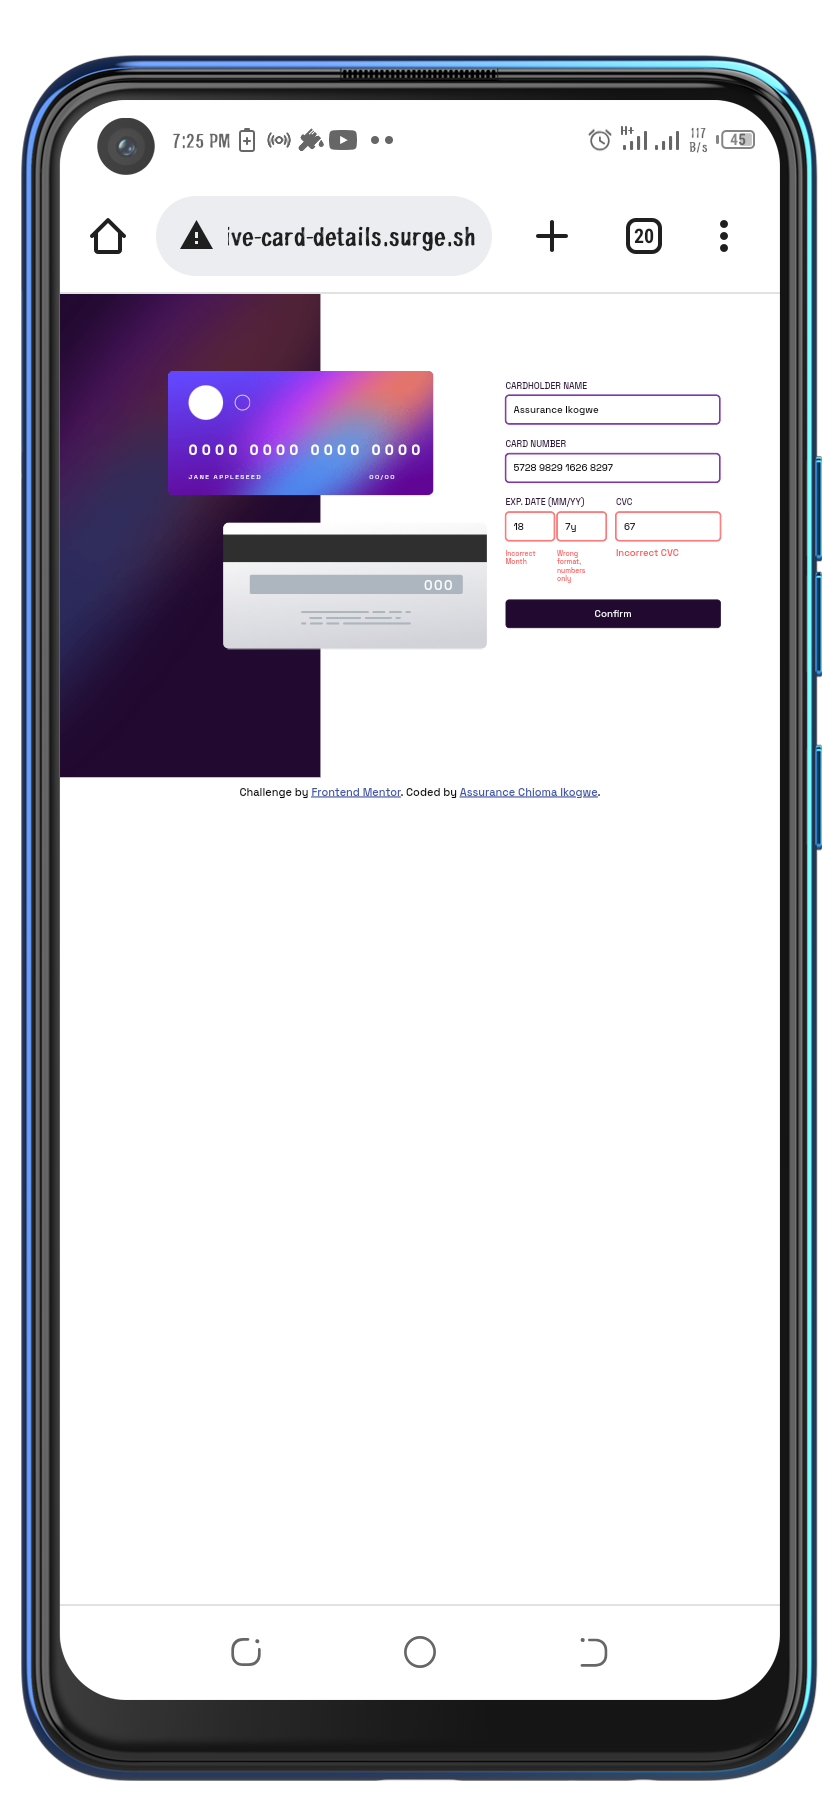 7:25 PM
H+
117
B/s
45
ive-card-details.surge.sh
20
0000 0000 0000 0000
JANE APPLESEED 00/00
000
CARDHOLDER NAME
Assurance Ikogwe
CARD NUMBER
5728 9829 1626 8297
EXP. DATE (MM/YY) CVC
18 7y 67
Incorrect
Month
Wrong
format,
numbers
only
Incorrect CVC
Confirm
Challenge by Frontend Mentor. Coded by Assurance Chioma Ikogwe.